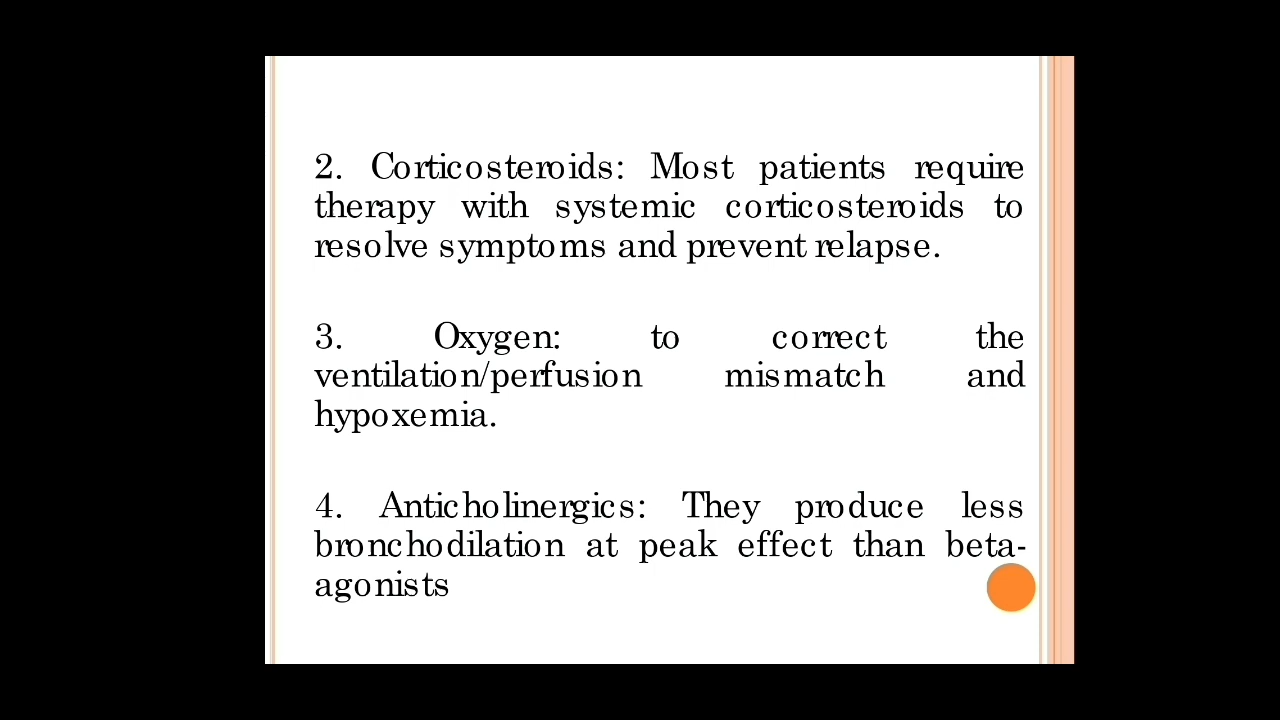 2. Corticosteroids: Most patients require
therapy with systemic corticosteroids to
resolve symptoms and prevent relapse.
3. Oxygen: to correct the
ventilation/perfusion mismatch and
hypoxemia.
4. Anticholinergics: They produce less
bronchodilation at peak effect than beta-
agonists